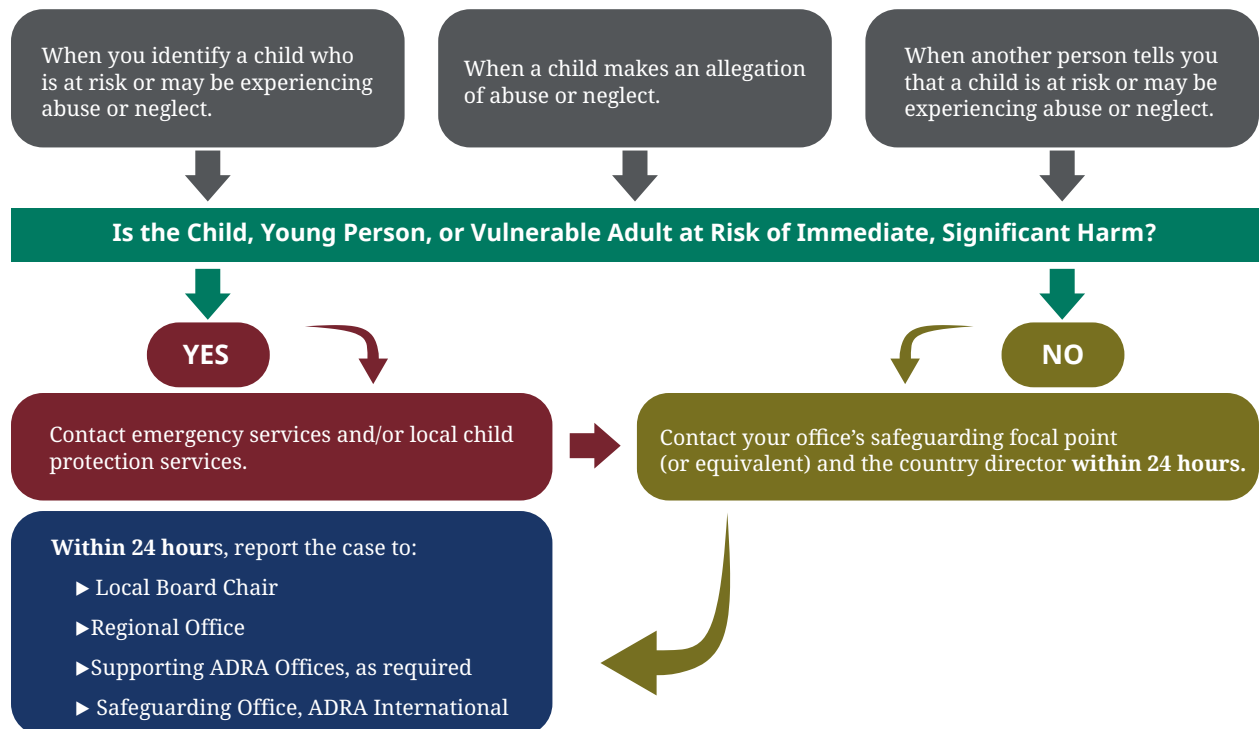 When you identify a child who
is at risk or may be experiencing
abuse or neglect.
When a child makes an allegation
of abuse or neglect.
When another person tells you
that a child is at risk or may be
experiencing abuse or neglect.
Is the Child, Young Person, or Vulnerable Adult at Risk of Immediate, Significant Harm?
YES
NO
Contact emergency services and/or local child
protection services.
Contact your office’s safeguarding focal point
(or equivalent) and the country director within 24 hours.
Within 24 hours, report the case to:
▶ Local Board Chair
▶Regional Office
▶Supporting ADRA Offices, as required
▶ Safeguarding Office, ADRA International